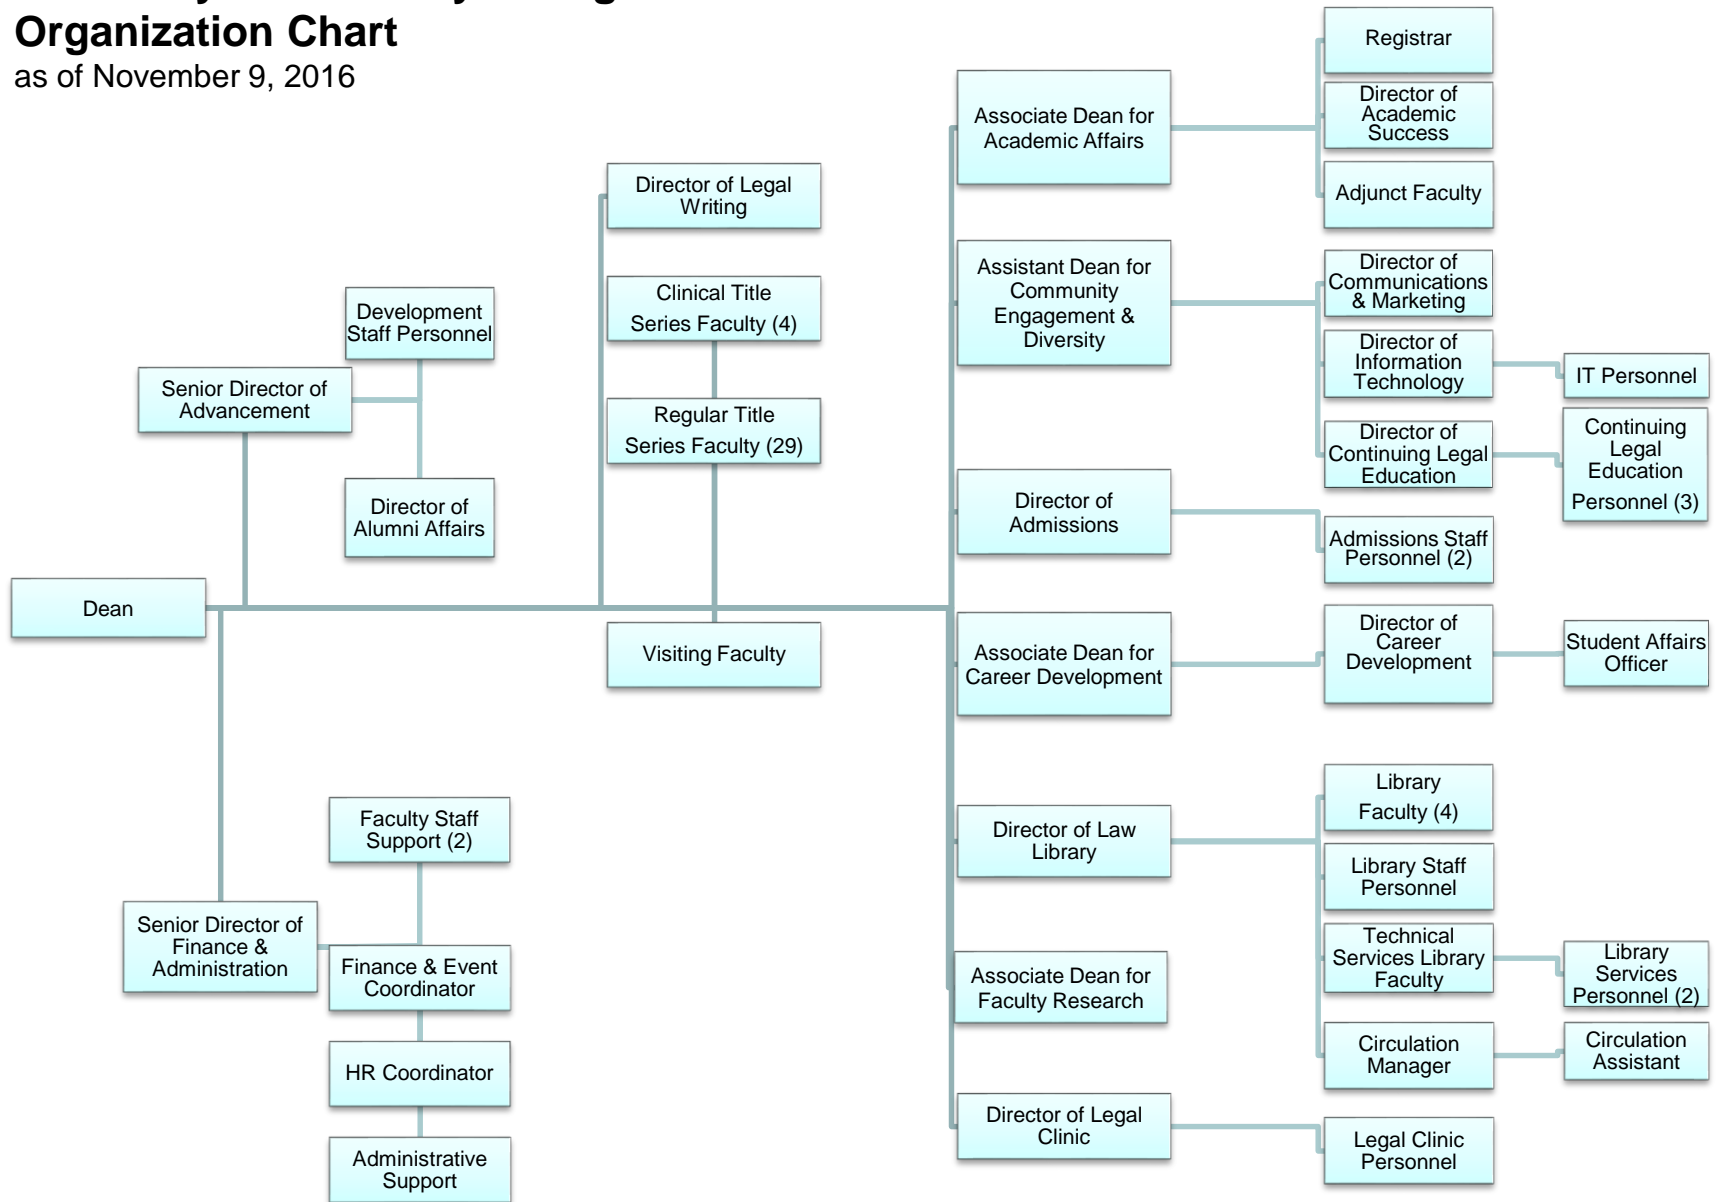 Organization Chart
as of November 9, 2016
Dean
Senior Director of
Advancement
Development
Staff Personnel
Director of
Alumni Affairs
Senior Director of
Finance &
Administration
Faculty Staff
Support (2)
Finance & Event
Coordinator
HR Coordinator
Administrative
Support
Director of Legal
Writing
Clinical Title
Series Faculty (4)
Regular Title
Series Faculty (29)
Visiting Faculty
Associate Dean for
Academic Affairs
Registrar
Director of
Academic
Success
Adjunct Faculty
Assistant Dean for
Community
Engagement &
Diversity
Director of
Communications
& Marketing
Director of
Information
Technology
IT Personnel
Director of
Continuing Legal
Education
Continuing
Legal
Education
Personnel (3)
Director of
Admissions
Admissions Staff
Personnel (2)
Associate Dean for
Career Development
Director of
Career
Development
Student Affairs
Officer
Director of Law
Library
Library
Faculty (4)
Library Staff
Personnel
Technical
Services Library
Faculty
Library
Services
Personnel (2)
Circulation
Manager
Circulation
Assistant
Associate Dean for
Faculty Research
Director of Legal
Clinic
Legal Clinic
Personnel